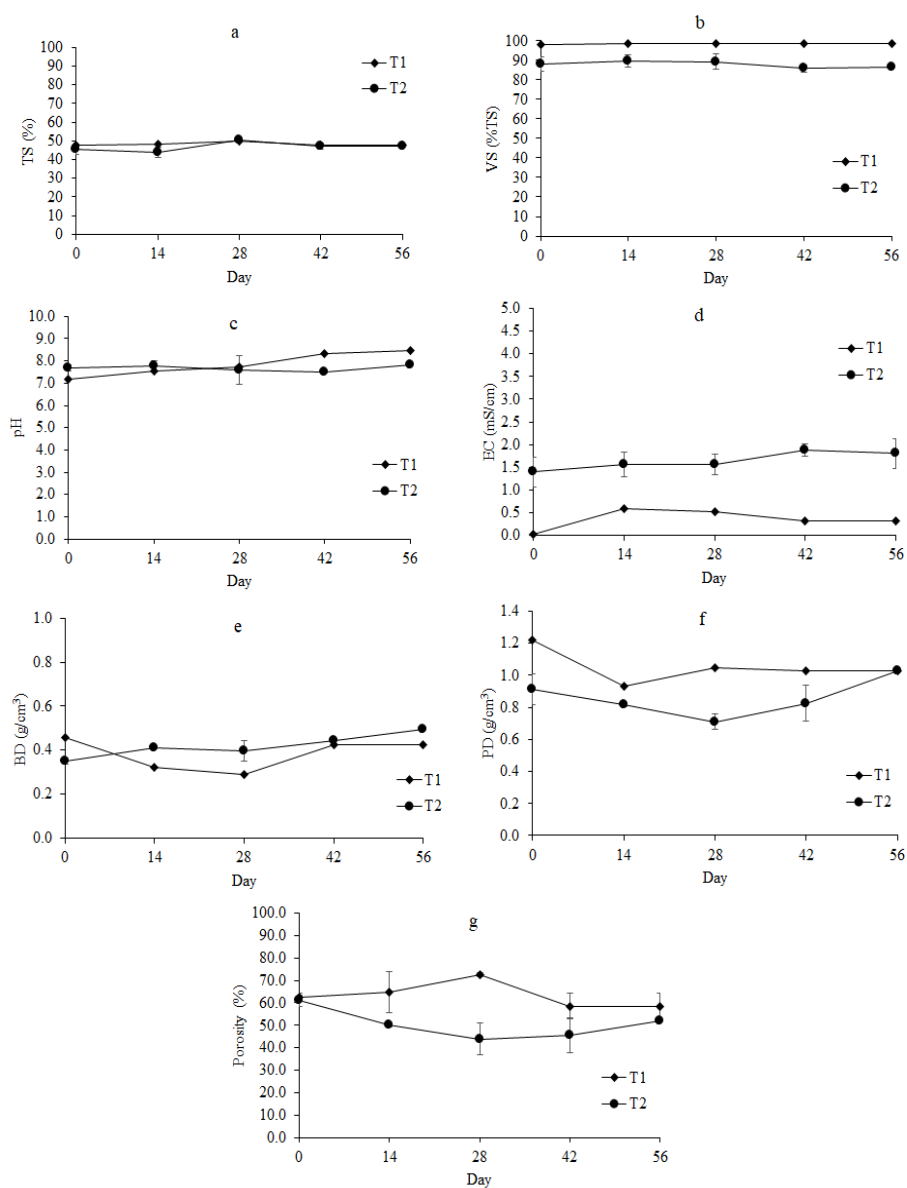 a
100
90
80
70
60
50
40
30
20
10
0
TS (%)
T1
T2
0 14 28 42 56
Day
b
100
90
80
70
60
50
40
30
20
10
0
VS (%TS)
T1
T2
0 14 28 42 56
Day
c
10.0
9.0
8.0
7.0
6.0
5.0
4.0
3.0
2.0
1.0
0.0
pH
T1
T2
0 14 28 42 56
Day
d
5.0
4.5
4.0
3.5
3.0
2.5
2.0
1.5
1.0
0.5
0.0
EC (mS/cm)
T1
T2
0 14 28 42 56
Day
e
1.0
0.8
0.6
0.4
0.2
0.0
BD (g/cm³)
T1
T2
0 14 28 42 56
Day
f
1.4
1.2
1.0
0.8
0.6
0.4
0.2
0.0
PD (g/cm³)
T1
T2
0 14 28 42 56
Day
g
100.0
90.0
80.0
70.0
60.0
50.0
40.0
30.0
20.0
10.0
0.0
Porosity (%)
T1
T2
0 14 28 42 56
Day